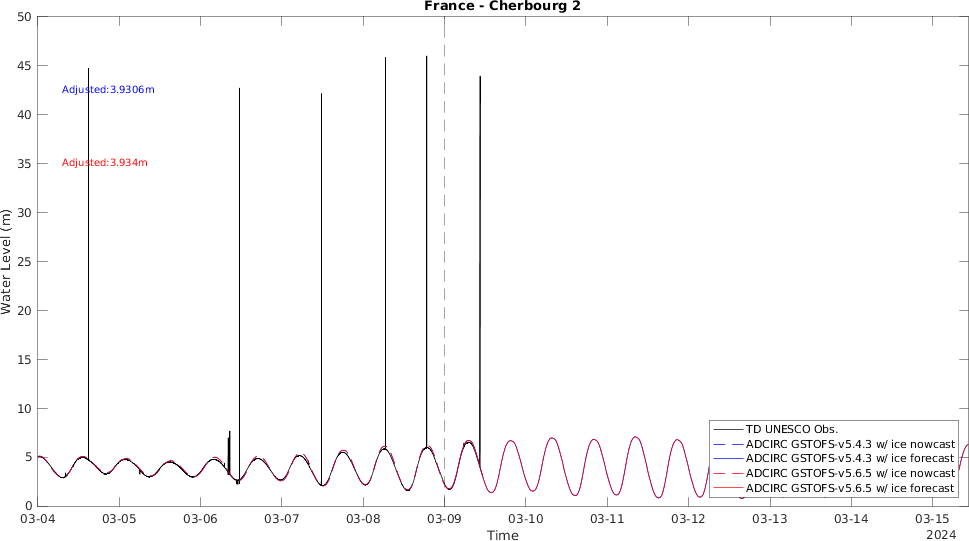 France - Cherbourg 2
50
45
40
35
30
25
20
15
10
5
0
Water Level (m)
Adjusted:3.9306m
Adjusted:3.934m
TD UNESCO Obs.
ADCIRC GSTOFS-v5.4.3 w/ ice nowcast
ADCIRC GSTOFS-v5.4.3 w/ ice forecast
ADCIRC GSTOFS-v5.6.5 w/ ice nowcast
ADCIRC GSTOFS-v5.6.5 w/ ice forecast
03-04 03-05 03-06 03-07 03-08 03-09 03-10 03-11 03-12 03-13 03-14 03-15
2024
Time